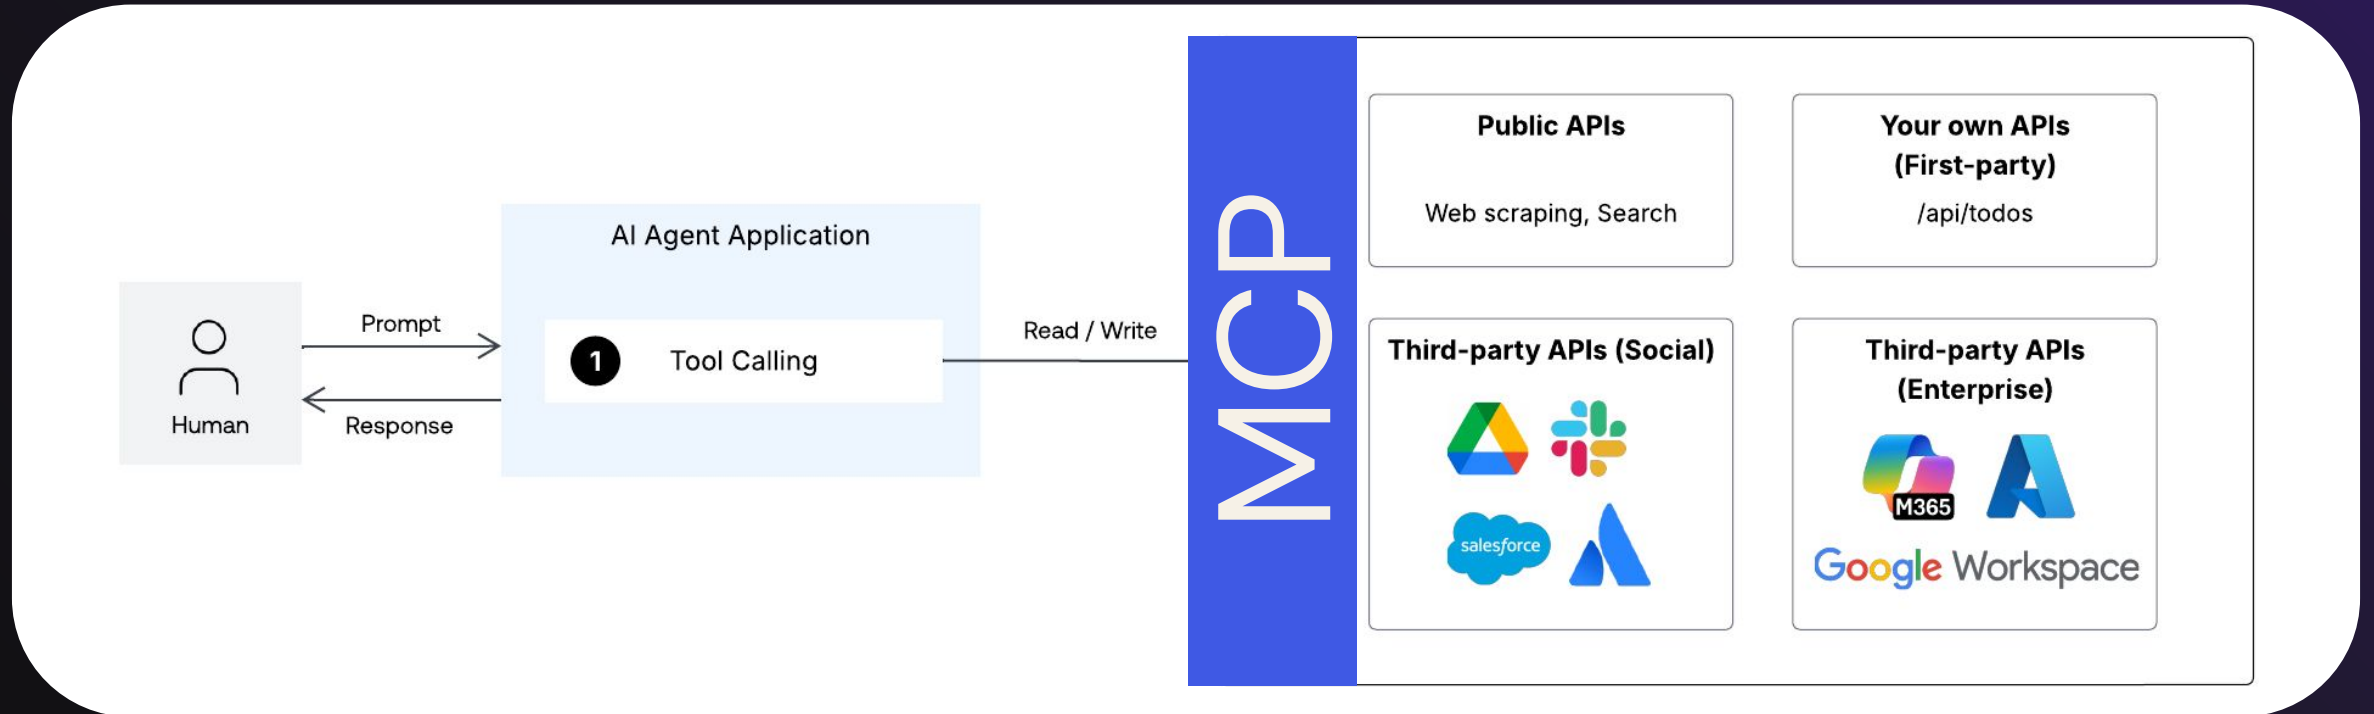 Human
Prompt
Response
AI Agent Application
1
Tool Calling
Read / Write
MCP
Public APIs
Web scraping, Search
Your own APIs
(First-party)
/api/todos
Third-party APIs (Social)
salesforce
Third-party APIs
(Enterprise)
M365
Google Workspace